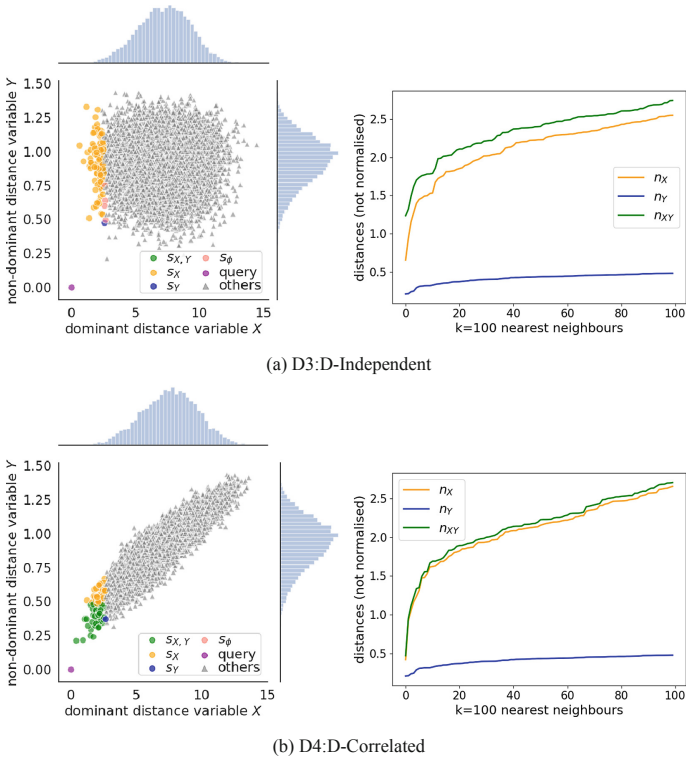 non-dominant distance variable Y
1.50
1.25
1.00
0.75
0.50
0.25
0.00
s_{X,Y}
s_X
s_Y
s_ϕ
query
others
0 5 10 15
dominant distance variable X
distances (not normalised)
2.5
2.0
1.5
1.0
0.5
n_X
n_Y
n_{XY}
0 20 40 60 80 100
k=100 nearest neighbours
(a) D3:D-Independent
non-dominant distance variable Y
1.50
1.25
1.00
0.75
0.50
0.25
0.00
s_{X,Y}
s_X
s_Y
s_ϕ
query
others
0 5 10 15
dominant distance variable X
distances (not normalised)
2.5
2.0
1.5
1.0
0.5
n_X
n_Y
n_{XY}
0 20 40 60 80 100
k=100 nearest neighbours
(b) D4:D-Correlated